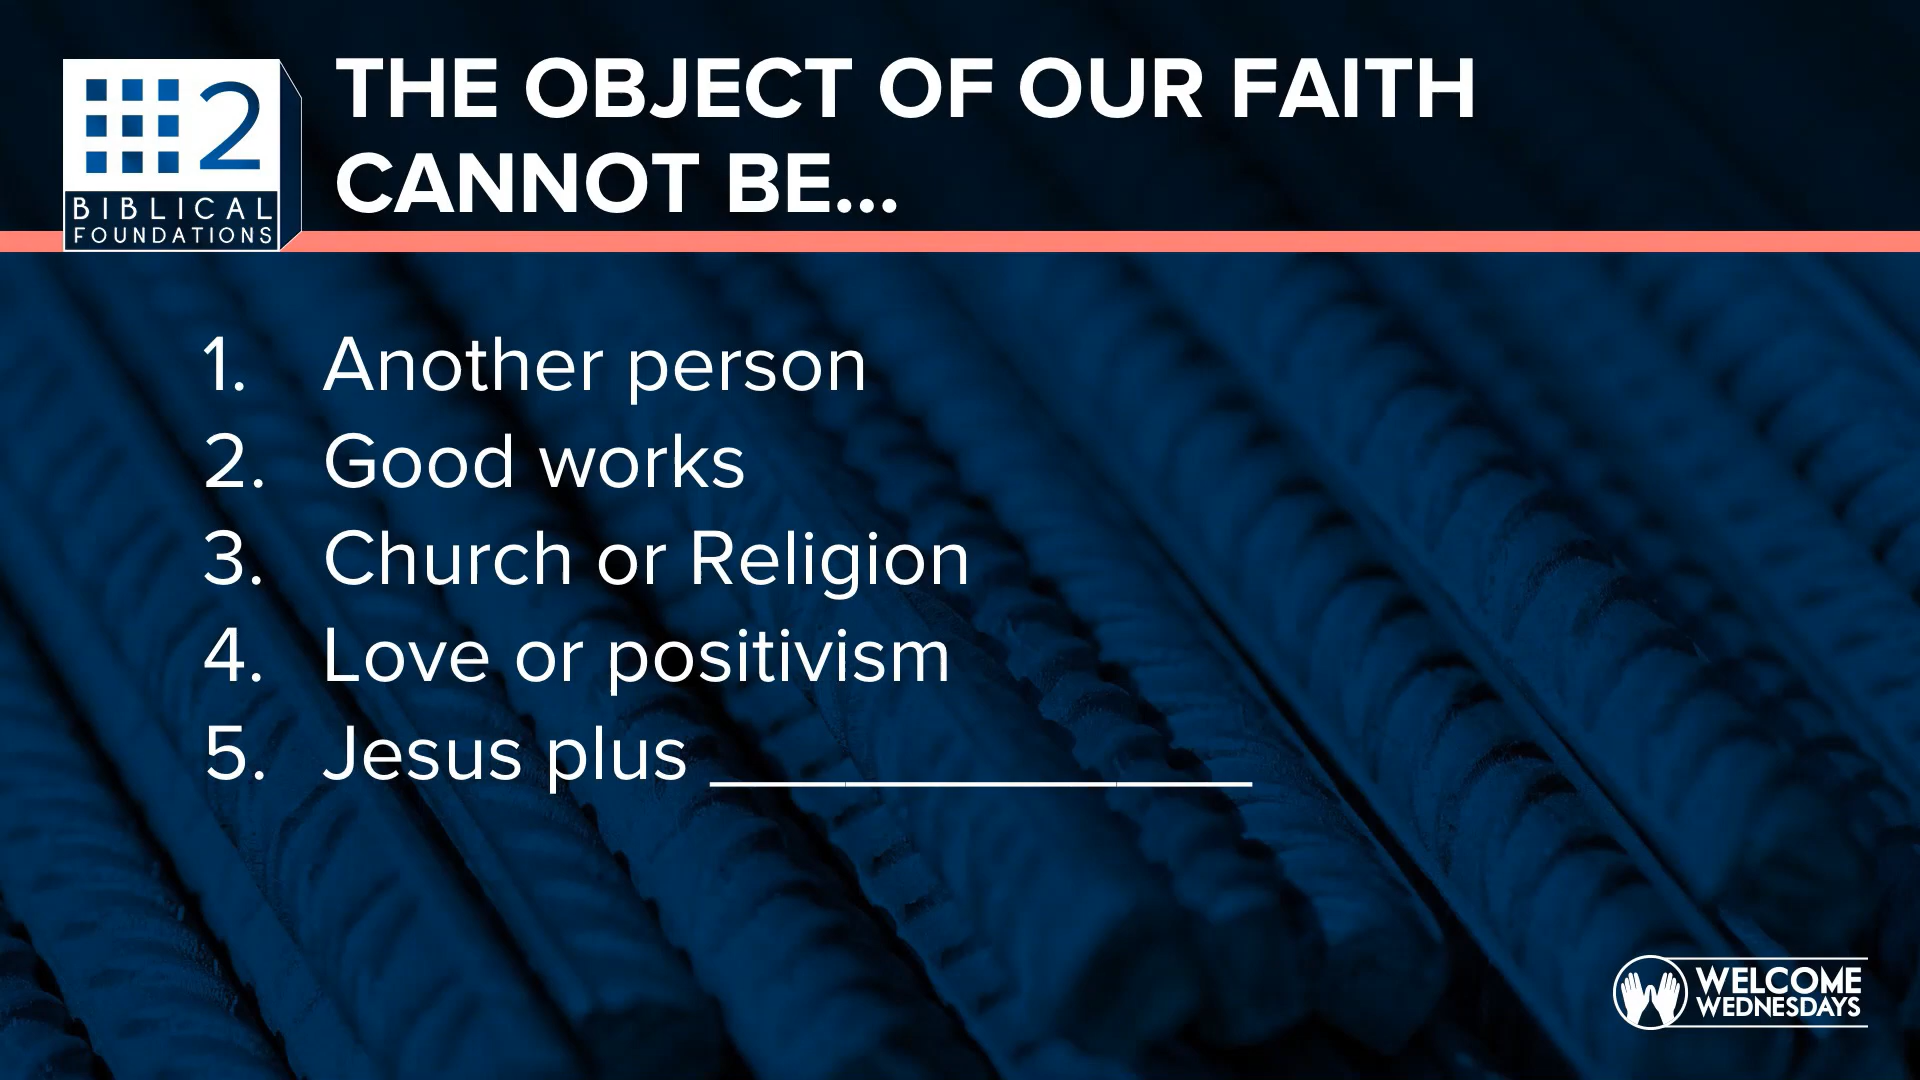 2
BIBLICAL
FOUNDATIONS
THE OBJECT OF OUR FAITH
CANNOT BE...
1. Another person
2. Good works
3. Church or Religion
4. Love or positivism
5. Jesus plus ______________
WELCOME
WEDNESDAYS